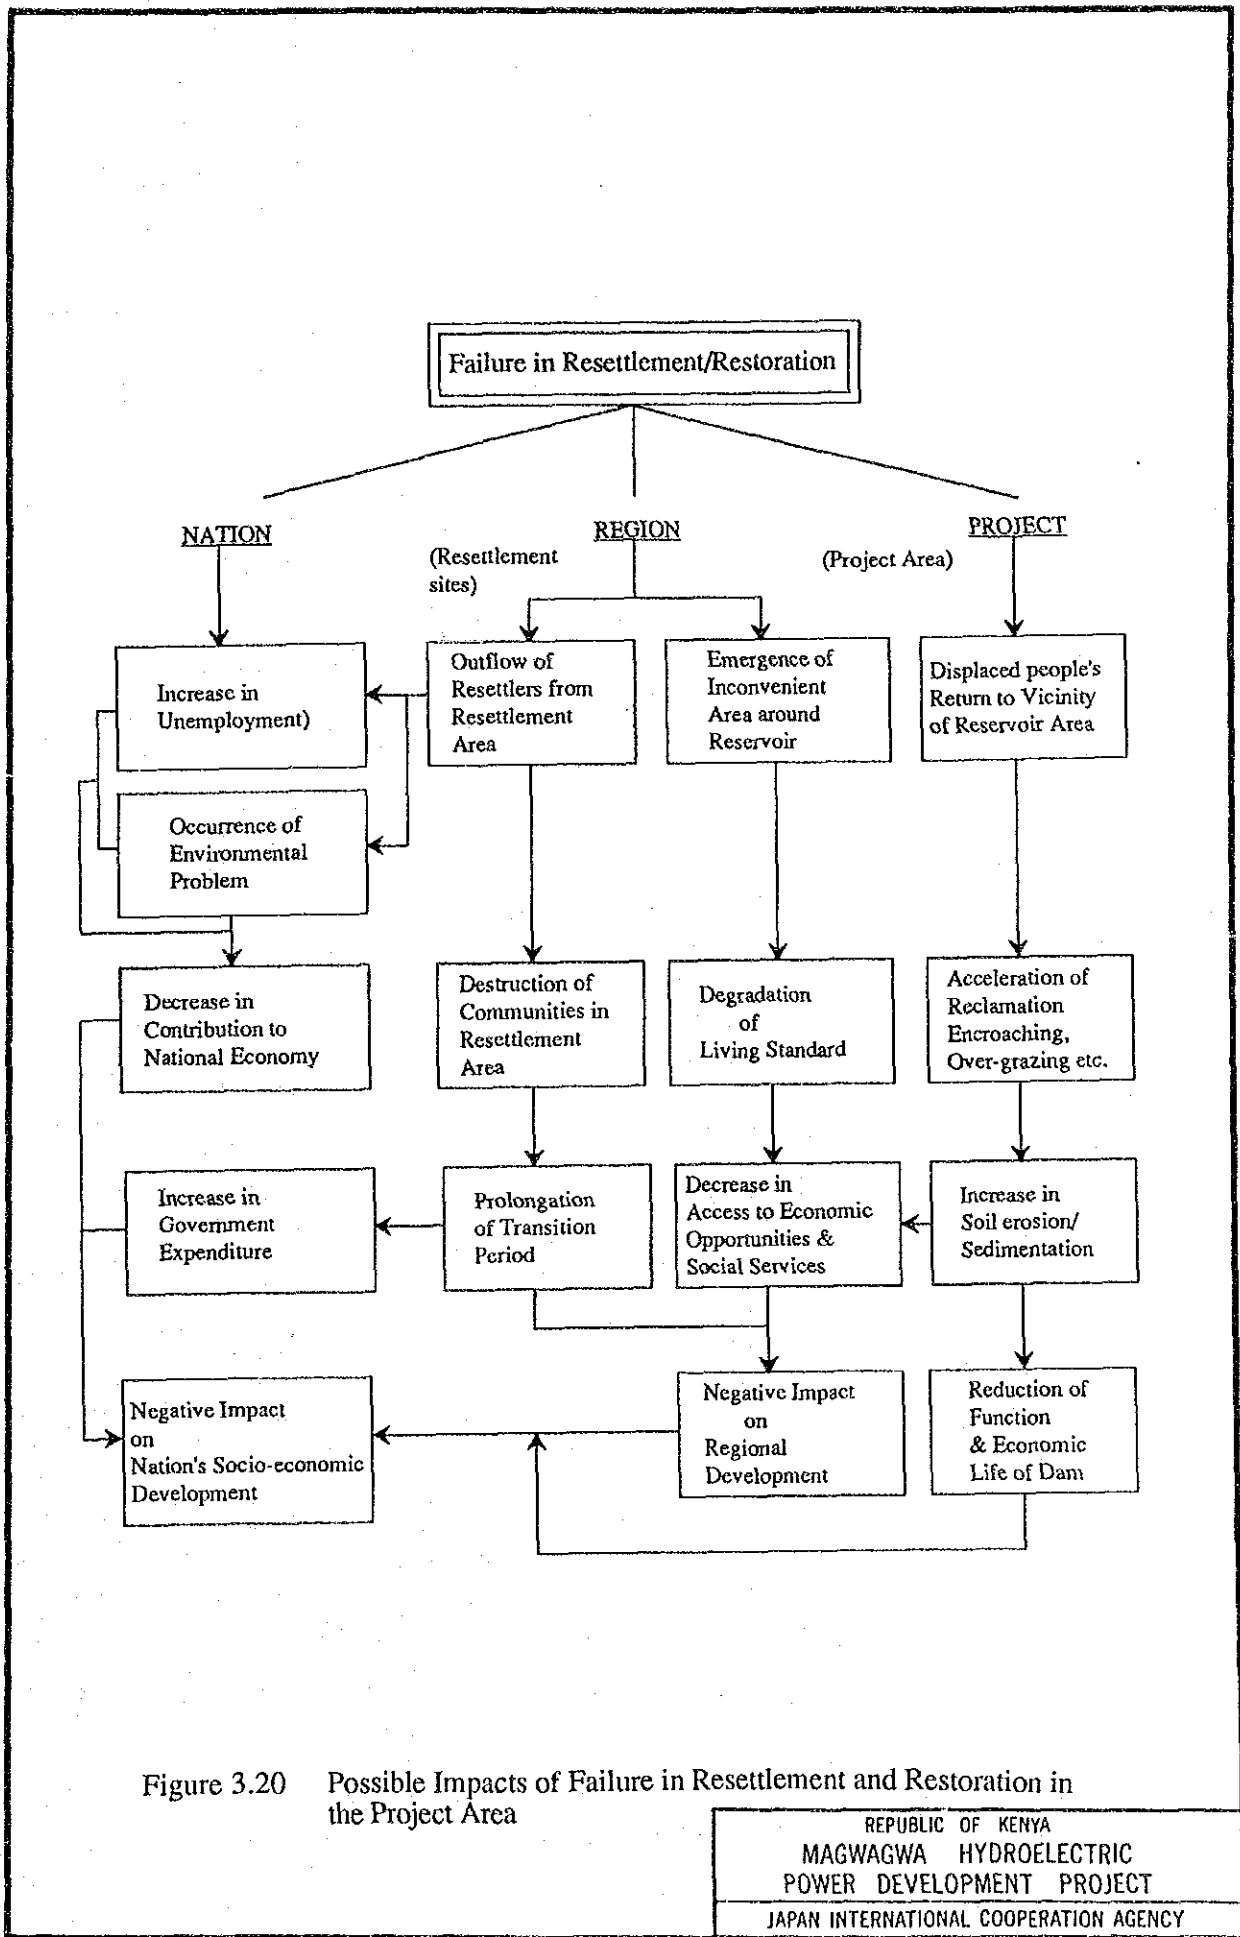 Failure in Resettlement/Restoration
NATION
REGION
PROJECT
(Resettlement
sites)
(Project Area)
Increase in
Unemployment)
Outflow of
Resettlers from
Resettlement
Area
Emergence of
Inconvenient
Area around
Reservoir
Displaced people's
Return to Vicinity
of Reservoir Area
Occurrence of
Environmental
Problem
Decrease in
Contribution to
National Economy
Destruction of
Communities in
Resettlement
Area
Degradation
of
Living Standard
Acceleration of
Reclamation
Encroaching,
Over-grazing etc.
Increase in
Government
Expenditure
Prolongation
of Transition
Period
Decrease in
Access to Economic
Opportunities &
Social Services
Increase in
Soil erosion/
Sedimentation
Negative Impact
on
Nation's Socio-economic
Development
Negative Impact
on
Regional
Development
Reduction of
Function
& Economic
Life of Dam
Figure 3.20 Possible Impacts of Failure in Resettlement and Restoration in
the Project Area
REPUBLIC OF KENYA
MAGWAGWA HYDROELECTRIC
POWER DEVELOPMENT PROJECT
JAPAN INTERNATIONAL COOPERATION AGENCY